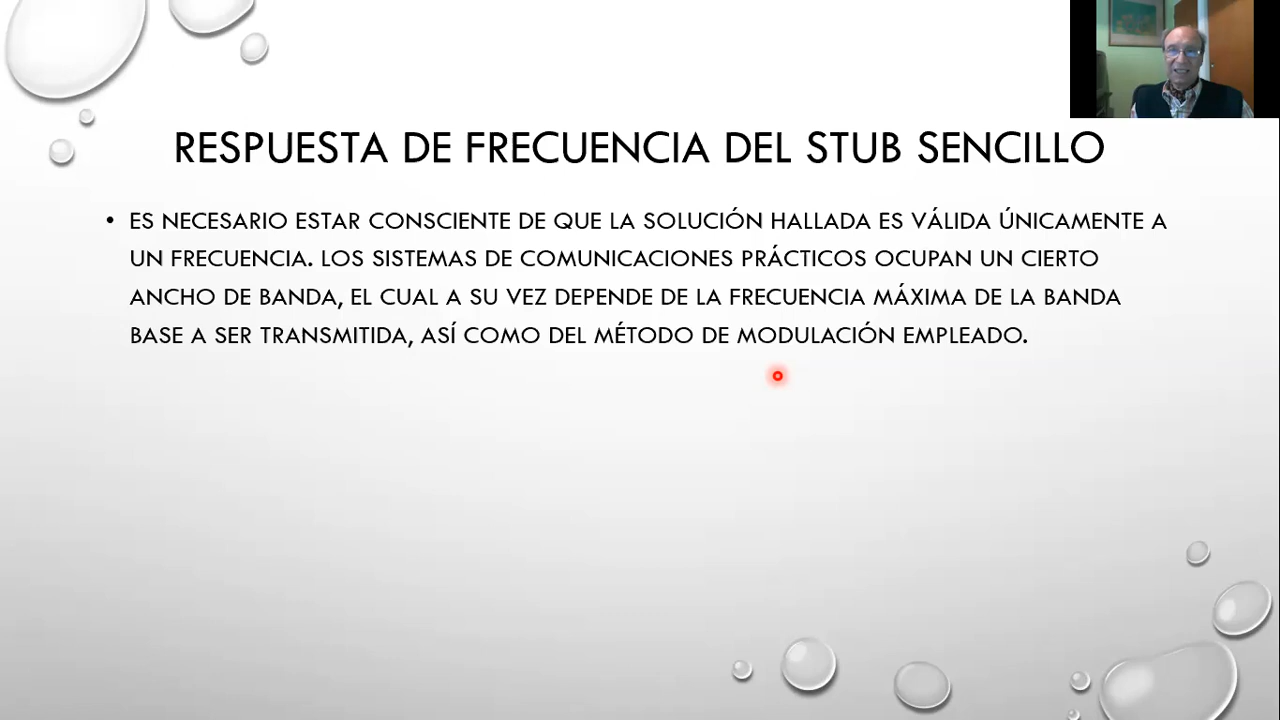 RESPUESTA DE FRECUENCIA DEL STUB SENCILLO
• ES NECESARIO ESTAR CONSCIENTE DE QUE LA SOLUCIÓN HALLADA ES VÁLIDA ÚNICAMENTE A
UN FRECUENCIA. LOS SISTEMAS DE COMUNICACIONES PRÁCTICOS OCUPAN UN CIERTO
ANCHO DE BANDA, EL CUAL A SU VEZ DEPENDE DE LA FRECUENCIA MÁXIMA DE LA BANDA
BASE A SER TRANSMITIDA, ASÍ COMO DEL MÉTODO DE MODULACIÓN EMPLEADO.